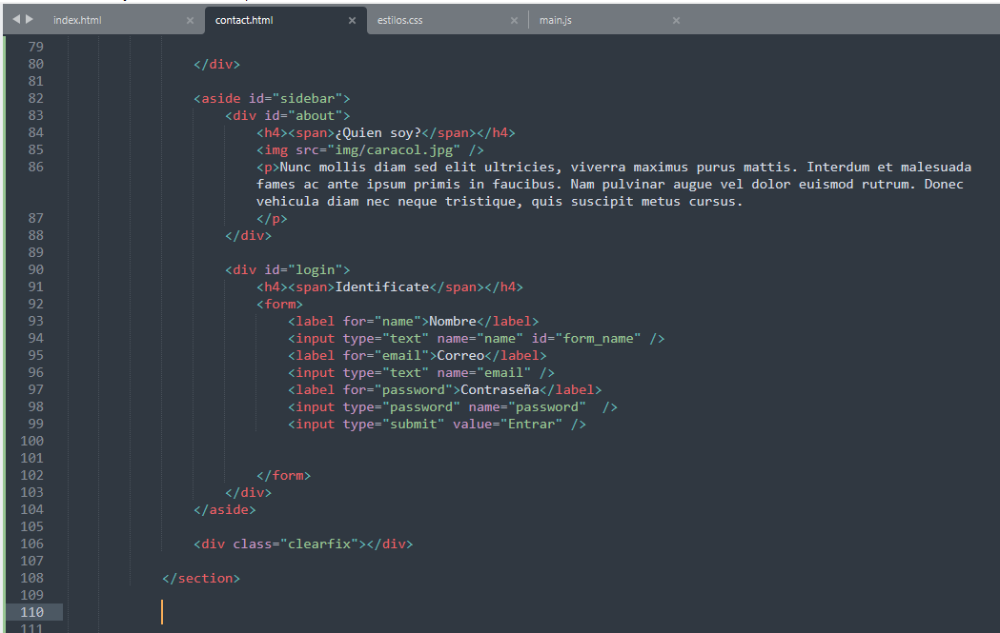 index.html × contact.html × estilos.css × main.js ×
79
80 </div>
81
82 <aside id="sidebar">
83 <div id="about">
84 <h4><span>¿Quien soy?</span></h4>
85 <img src="img/caracol.jpg" />
86 <p>Nunc mollis diam sed elit ultricies, viverra maximus purus mattis. Interdum et malesuada
fames ac ante ipsum primis in faucibus. Nam pulvinar augue vel dolor euismod rutrum. Donec
vehicula diam nec neque tristique, quis suscipit metus cursus.
87 </p>
88 </div>
89
90 <div id="login">
91 <h4><span>Identificate</span></h4>
92 <form>
93 <label for="name">Nombre</label>
94 <input type="text" name="name" id="form_name" />
95 <label for="email">Correo</label>
96 <input type="text" name="email" />
97 <label for="password">Contraseña</label>
98 <input type="password" name="password"  />
99 <input type="submit" value="Entrar" />
100
101
102 </form>
103 </div>
104 </aside>
105
106 <div class="clearfix"></div>
107
108 </section>
109
110
111